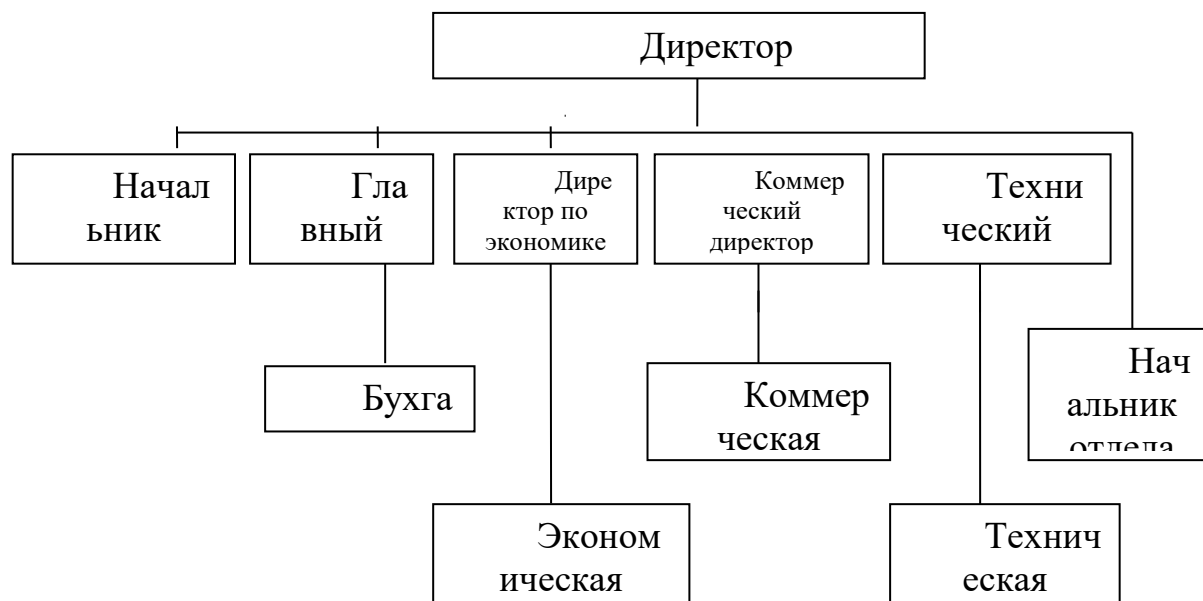 Директор
Начал
ьник
Гла
вный
Дире
ктор по
экономике
Коммер
ческий
директор
Техни
ческий
Бухга
Коммер
ческая
Нач
альник
отдела
Эконом
ическая
Технич
еская